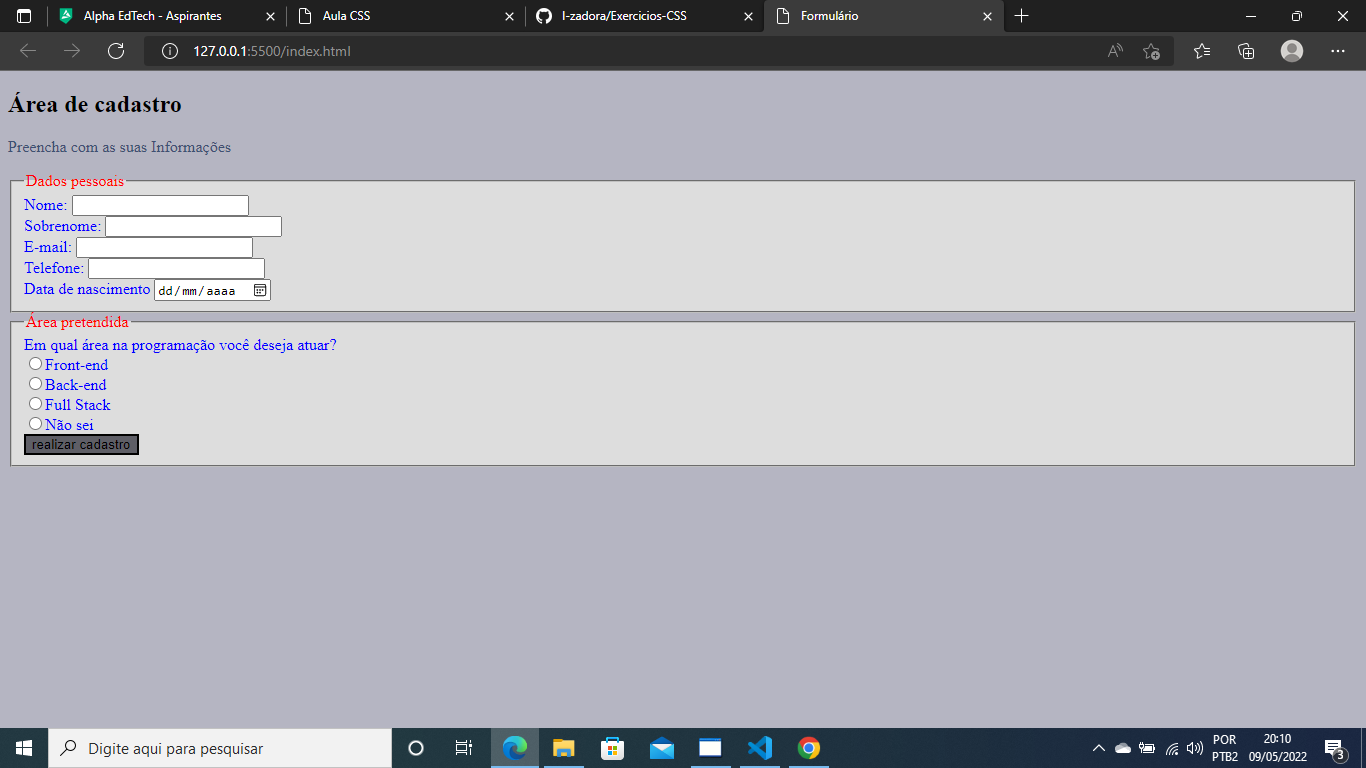 Alpha EdTech - Aspirantes
Aula CSS
I-zadora/Exercicios-CSS
Formulário
127.0.0.1:5500/index.html
Área de cadastro
Preencha com as suas Informações
Dados pessoais
Nome:
Sobrenome:
E-mail:
Telefone:
Data de nascimento dd/mm/aaaa
Área pretendida
Em qual área na programação você deseja atuar?
Front-end
Back-end
Full Stack
Não sei
realizar cadastro
Digite aqui para pesquisar
POR
PTB2
20:10
09/05/2022
3